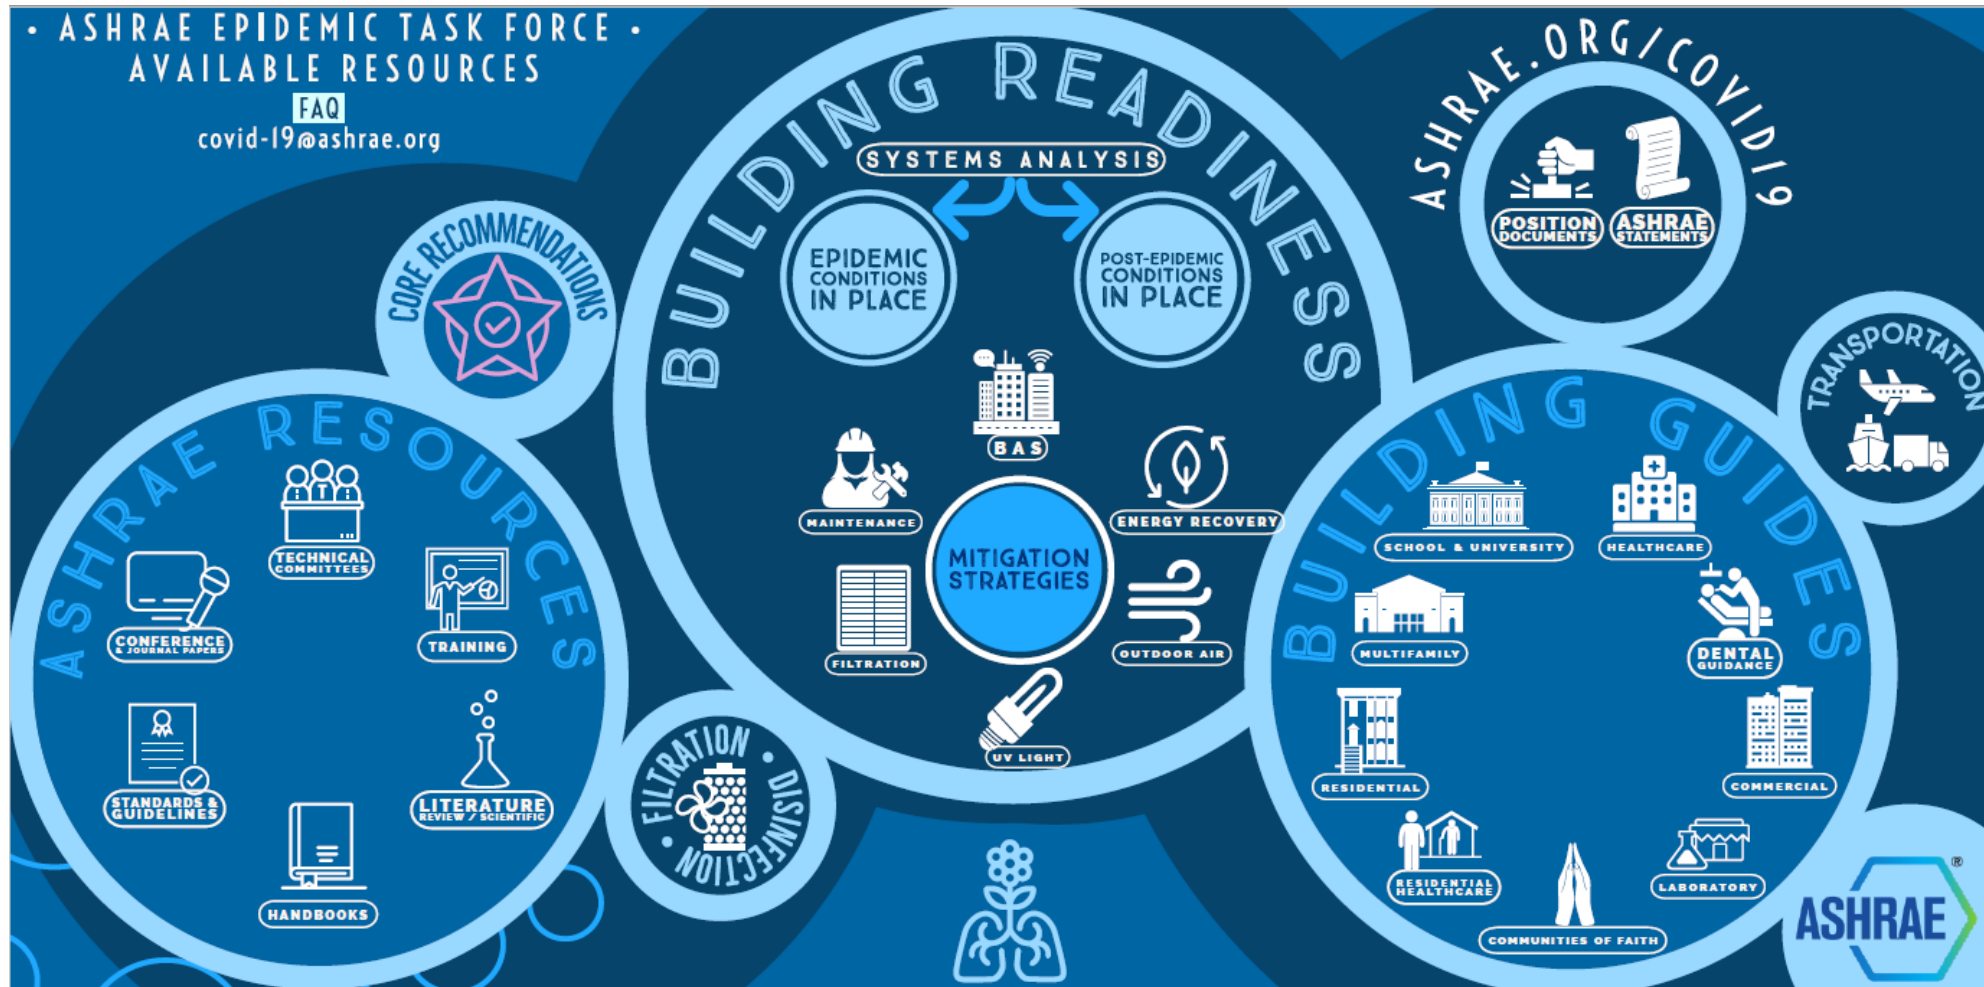 • ASHRAE EPIDEMIC TASK FORCE •
AVAILABLE RESOURCES
FAQ
covid-19@ashrae.org
CORE RECOMMENDATIONS
ASHRAE RESOURCES
TECHNICAL
COMMITTEES
CONFERENCE
& JOURNAL PAPERS
TRAINING
STANDARDS &
GUIDELINES
LITERATURE
REVIEW / SCIENTIFIC
HANDBOOKS
• FILTRATION • DISINFECTION
BUILDING READINESS
SYSTEMS ANALYSIS
EPIDEMIC
CONDITIONS
IN PLACE
POST-EPIDEMIC
CONDITIONS
IN PLACE
BAS
MAINTENANCE
ENERGY RECOVERY
MITIGATION
STRATEGIES
FILTRATION
OUTDOOR AIR
UV LIGHT
ASHRAE.ORG/COVID19
POSITION
DOCUMENTS
ASHRAE
STATEMENTS
TRANSPORTATION
BUILDING GUIDES
SCHOOL & UNIVERSITY
HEALTHCARE
MULTIFAMILY
DENTAL
GUIDANCE
RESIDENTIAL
COMMERCIAL
RESIDENTIAL
HEALTHCARE
LABORATORY
COMMUNITIES OF FAITH
T
ASHRAE
®